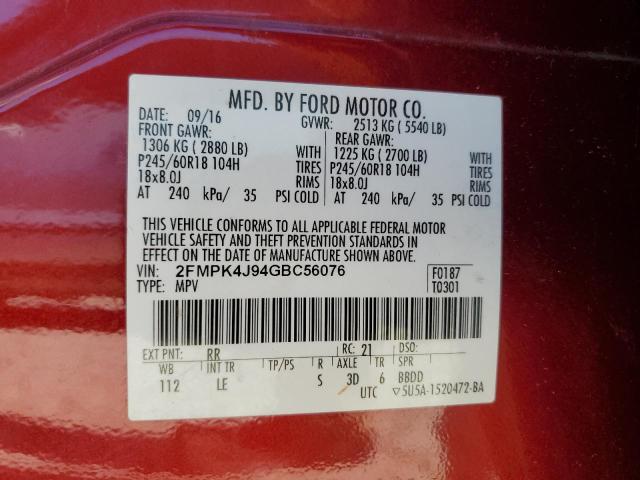 MFD. BY FORD MOTOR CO.
DATE: 09/16 GVWR: 2513 KG ( 5540 LB)
FRONT GAWR: REAR GAWR:
1306 KG ( 2880 LB) WITH 1225 KG ( 2700 LB) WITH
P245/60R18 104H TIRES P245/60R18 104H TIRES
18x8.0J RIMS 18x8.0J RIMS
AT 240 kPa/ 35 PSI COLD AT 240 kPa/ 35 PSI COLD
THIS VEHICLE CONFORMS TO ALL APPLICABLE FEDERAL MOTOR
VEHICLE SAFETY AND THEFT PREVENTION STANDARDS IN
EFFECT ON THE DATE OF MANUFACTURE SHOWN ABOVE.
VIN: 2FMPK4J94GBC56076 F0187
TYPE: MPV T0301
EXT PNT: RR RC: 21 DSO:
WB INT TR TP/PS R AXLE TR SPR
112 LE S 3D 6 BBDD
UTC ▽5U5A-1520472-BA